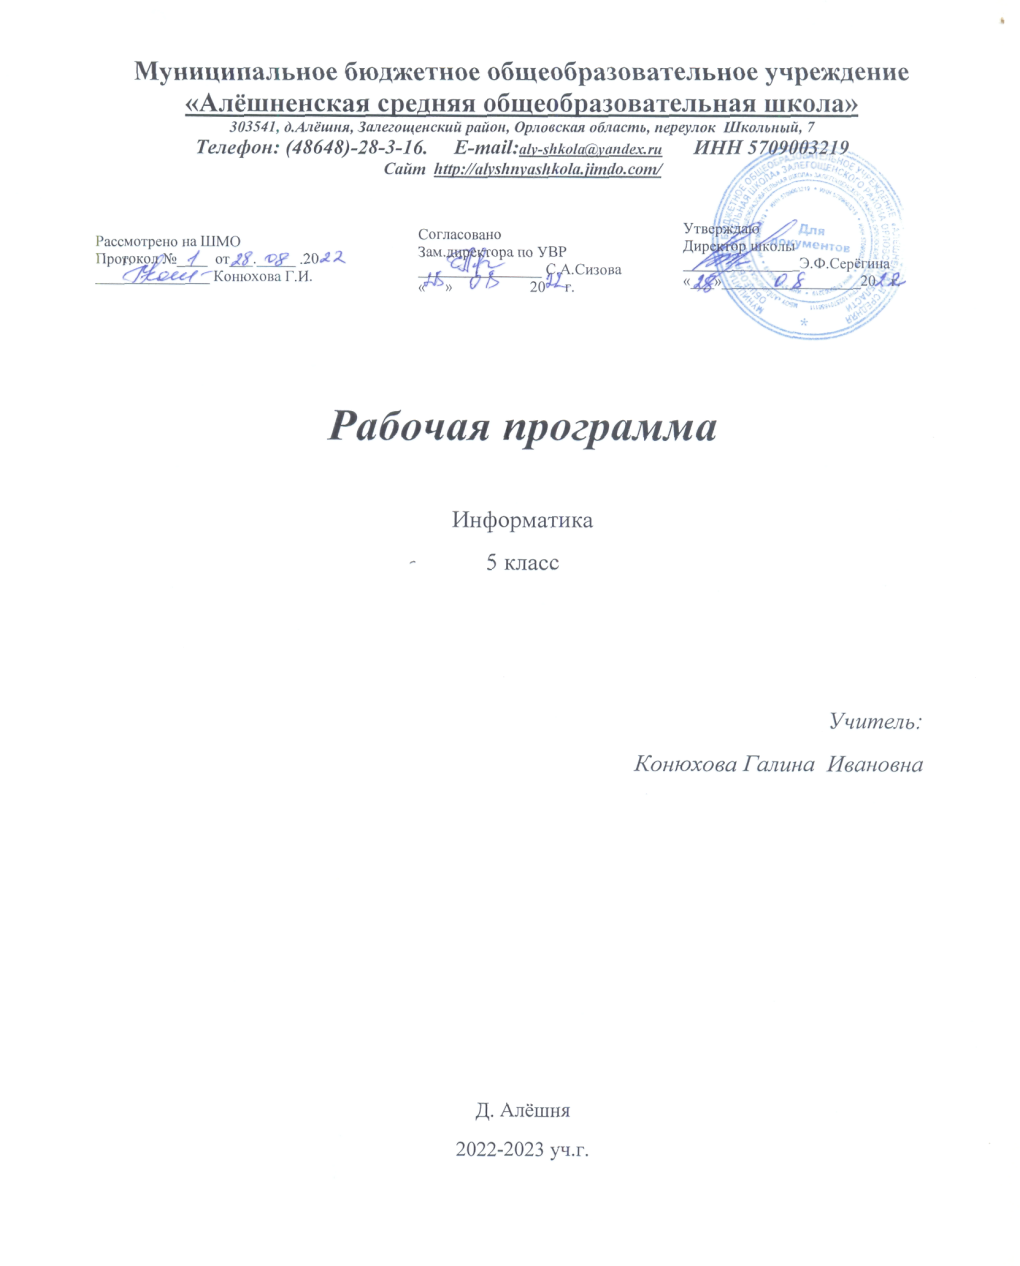 Муниципальное бюджетное общеобразовательное учреждение
«Алёшненская средняя общеобразовательная школа»
303541, д.Алёшня, Залегощенский район, Орловская область, переулок Школьный, 7
Телефон: (48648)-28-3-16. E-mail:aly-shkola@yandex.ru ИНН 5709003219
Сайт http://alyshnyashkola.jimdo.com/
Рассмотрено на ШМО
Протокол № 1 от 28.08.2022
Конюхова Г.И.
Согласовано
Зам.директора по УВР
С.А.Сизова
«28» 08 2022 г.
Утверждаю
Директор школы
Э.Ф.Серёгина
«28» 08 2022
Для
документов
Рабочая программа
Информатика
5 класс
Учитель:
Конюхова Галина Ивановна
Д. Алёшня
2022-2023 уч.г.